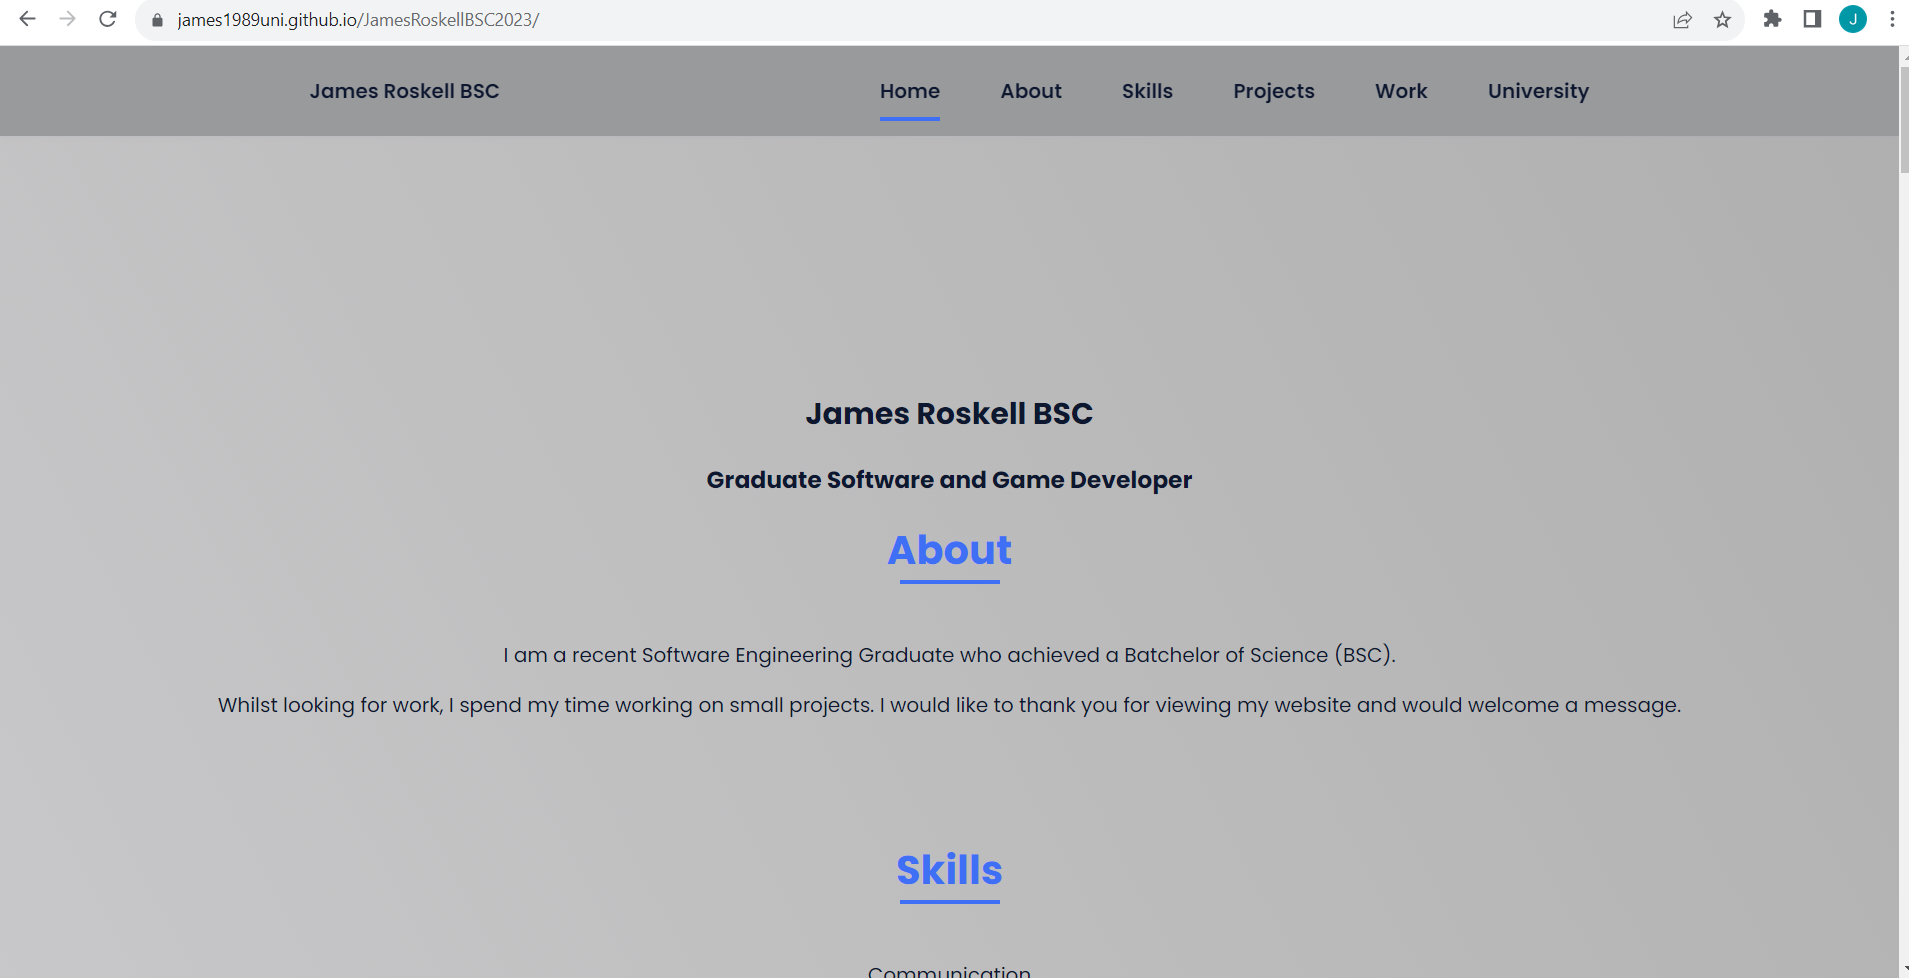 james1989uni.github.io/JamesRoskellBSC2023/
J
James Roskell BSC Home About Skills Projects Work University
James Roskell BSC
Graduate Software and Game Developer
About
I am a recent Software Engineering Graduate who achieved a Batchelor of Science (BSC).
Whilst looking for work, I spend my time working on small projects. I would like to thank you for viewing my website and would welcome a message.
Skills
Communication